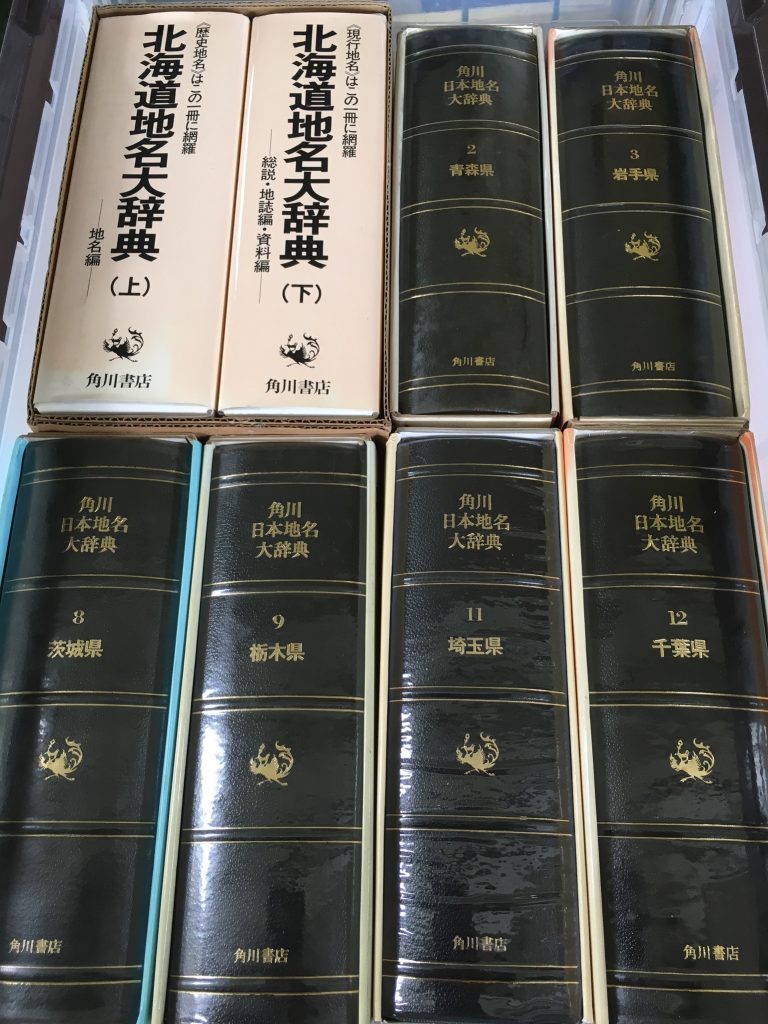 《歴史地名》はこの一冊に網羅
北海道地名大辞典(上)
――地名編――
角川書店
《現行地名》はこの一冊に網羅
北海道地名大辞典(下)
――総説・地誌編・資料編――
角川書店
角川
日本地名
大辞典
2
青森県
角川書店
角川
日本地名
大辞典
3
岩手県
角川書店
角川
日本地名
大辞典
8
茨城県
角川書店
角川
日本地名
大辞典
9
栃木県
角川書店
角川
日本地名
大辞典
11
埼玉県
角川書店
角川
日本地名
大辞典
12
千葉県
角川書店